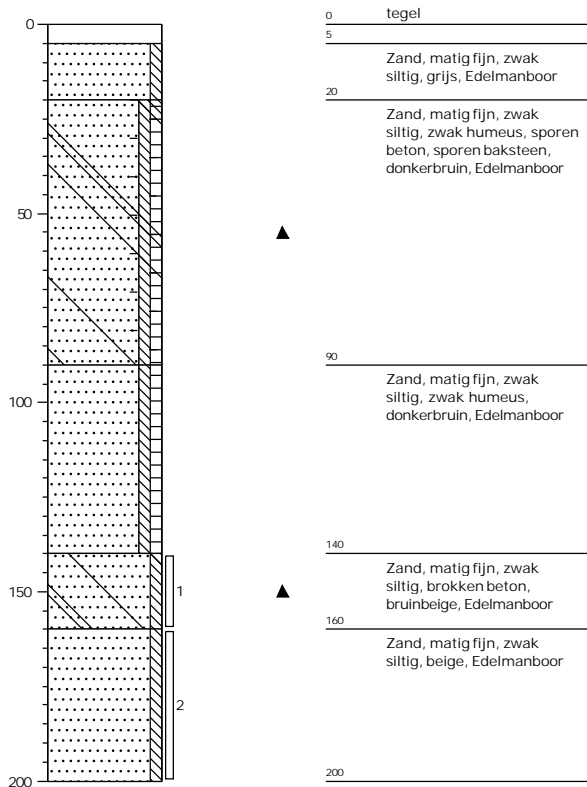 0
50
100
150
200
1
2
0
tegel
5
Zand, matig fijn, zwak
siltig, grijs, Edelmanboor
20
Zand, matig fijn, zwak
siltig, zwak humeus, sporen
beton, sporen baksteen,
donkerbruin, Edelmanboor
90
Zand, matig fijn, zwak
siltig, zwak humeus,
donkerbruin, Edelmanboor
140
Zand, matig fijn, zwak
siltig, brokken beton,
bruinbeige, Edelmanboor
160
Zand, matig fijn, zwak
siltig, beige, Edelmanboor
200